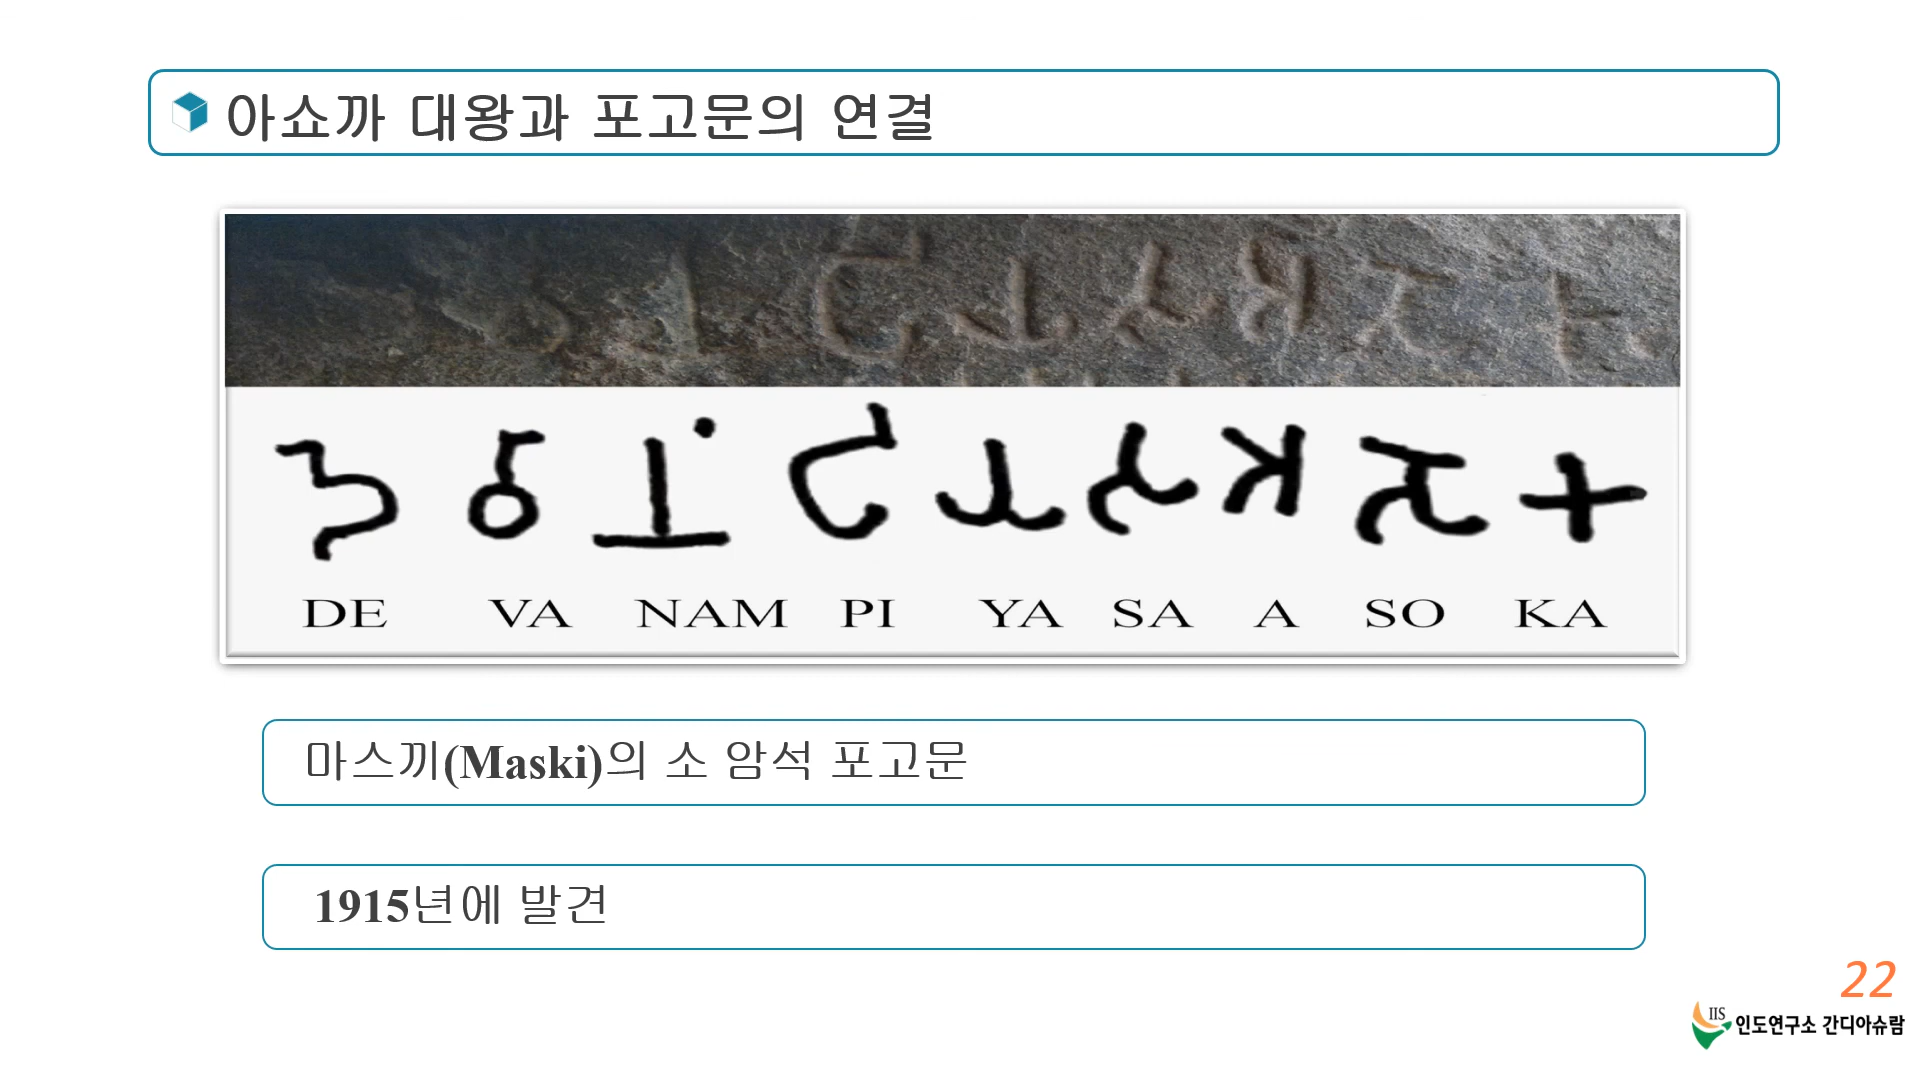 아쇼까 대왕과 포고문의 연결
𑀤𑁂𑀯𑀸𑀦𑀁𑀧𑀺𑀬𑀲 𑀅𑀲𑁄𑀓
DE VA NAM PI YA SA A SO KA
마스끼(Maski)의 소 암석 포고문
1915년에 발견
22
IIS 인도연구소 간디아슈람